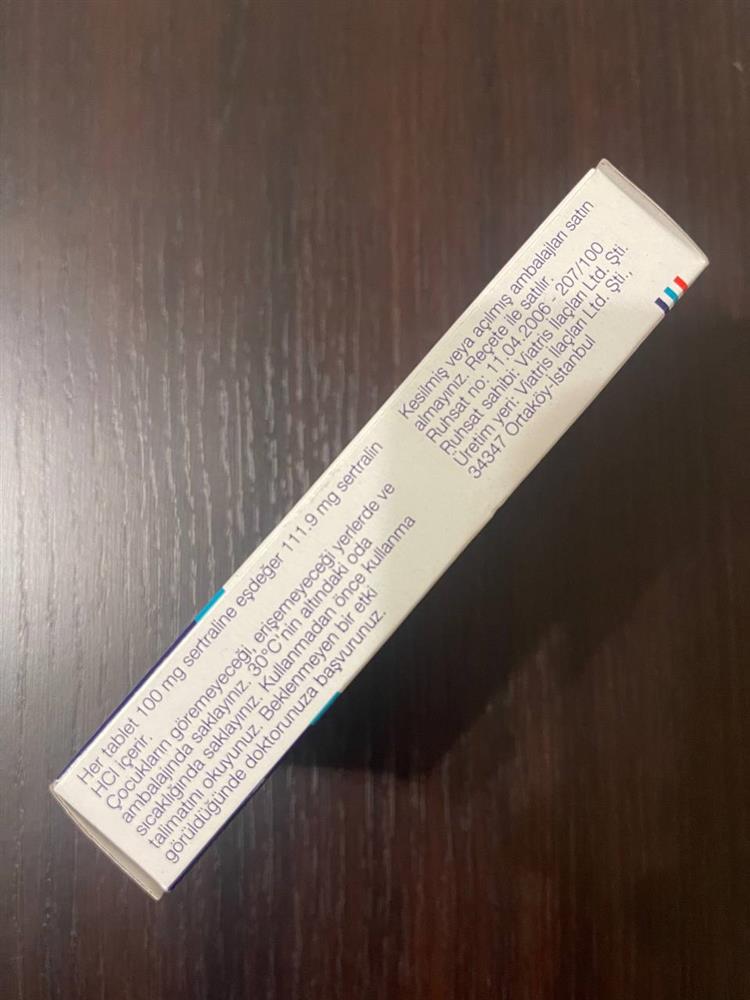 Her tablet 100 mg sertraline eşdeğer 111.9 mg sertralin
HCl içerir.
Çocukların göremeyeceği, erişemeyeceği yerlerde ve
ambalajında saklayınız. 30°C'nin altındaki oda
sıcaklığında saklayınız. Kullanmadan önce kullanma
talimatını okuyunuz. Beklenmeyen bir etki
görüldüğünde doktorunuza başvurunuz.
Kesilmiş veya açılmış ambalajları satın
almayınız. Reçete ile satılır.
Ruhsat no: 11.04.2006 - 207/100
Ruhsat sahibi: Viatris İlaçları Ltd. Şti.
Üretim yeri: Viatris İlaçları Ltd. Şti.,
34347 Ortaköy-İstanbul